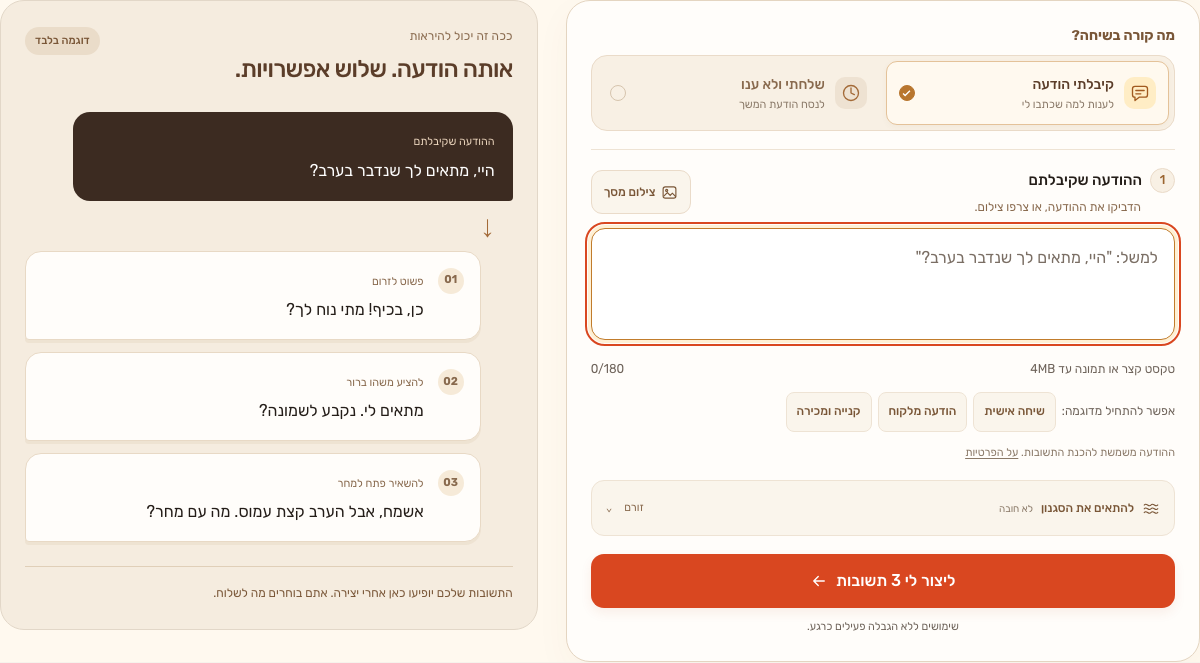 מה קורה בשיחה?
קיבלתי הודעה
לענות למה שכתבו לי
שלחתי ולא ענו
לנסח הודעת המשך
1
ההודעה שקיבלתם
הדביקו את ההודעה, או צרפו צילום.
צילום מסך
למשל: "היי, מתאים לך שנדבר בערב?"
טקסט קצר או תמונה עד 4MB
0/180
אפשר להתחיל מדוגמה:
שיחה אישית
הודעה מלקוח
קנייה ומכירה
ההודעה משמשת להכנת התשובות. על הפרטיות
להתאים את הסגנון
לא חובה
זורם
ליצור לי 3 תשובות ←
שימושים ללא הגבלה פעילים כרגע.
ככה זה יכול להיראות
דוגמה בלבד
אותה הודעה. שלוש אפשרויות.
ההודעה שקיבלתם
היי, מתאים לך שנדבר בערב?
↓
01
פשוט לזרום
כן, בכיף! מתי נוח לך?
02
להציע משהו ברור
מתאים לי. נקבע לשמונה?
03
להשאיר פתח למחר
אשמח, אבל הערב קצת עמוס. מה עם מחר?
התשובות שלכם יופיעו כאן אחרי יצירה. אתם בוחרים מה לשלוח.